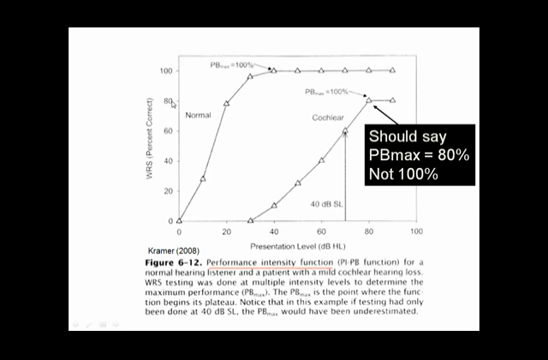 PBmax =100%
100
PBmax =100%
80
Normal
Cochlear
Should say
PBmax = 80%
Not 100%
60
40
20
40 dB SL
0
WRS (Percent Correct)
0 20 40 60 80 100
Kramer (2008)
Presentation Level (dB HL)
Figure 6-12. Performance intensity function (PI-PB function) for a
normal hearing listener and a patient with a mild cochlear hearing loss.
WRS testing was done at multiple intensity levels to determine the
maximum performance (PBmax). The PBmax is the point where the func-
tion begins its plateau. Notice that in this example if testing had only
been done at 40 dB SL, the PBmax would have been underestimated.